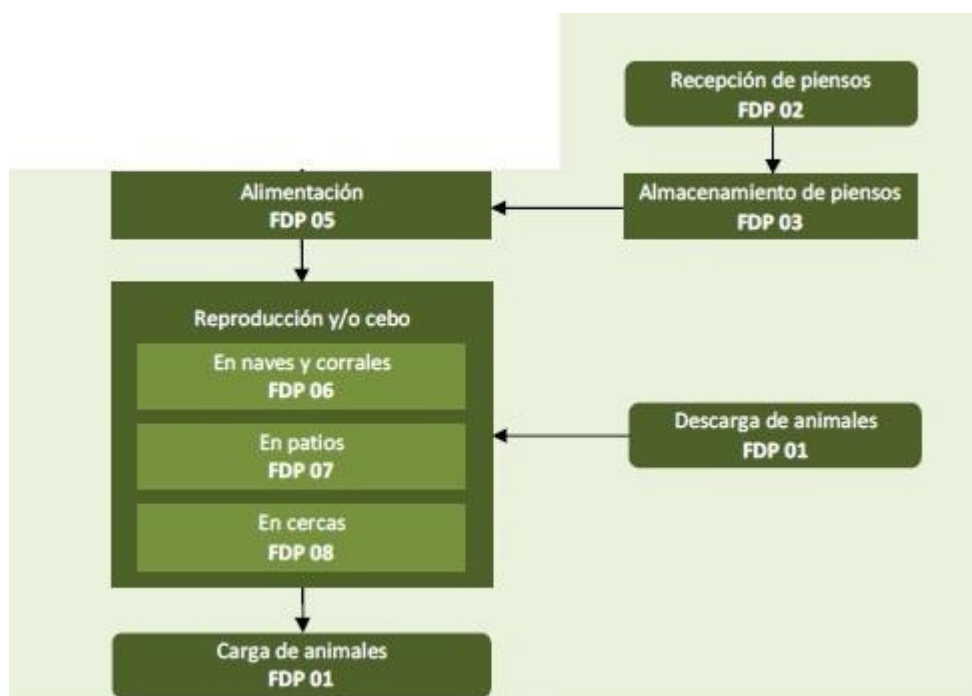 Recepción de piensos
FDP 02
Alimentación
FDP 05
Almacenamiento de piensos
FDP 03
Reproducción y/o cebo
En naves y corrales
FDP 06
En patios
FDP 07
Descarga de animales
FDP 01
En cercas
FDP 08
Carga de animales
FDP 01